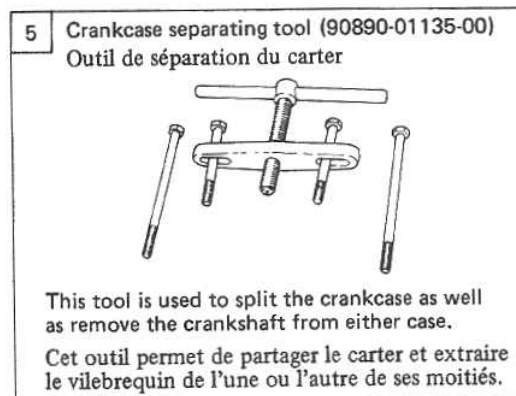 5
Crankcase separating tool (90890-01135-00)
Outil de séparation du carter
This tool is used to split the crankcase as well
as remove the crankshaft from either case.
Cet outil permet de partager le carter et extraire
le vilebrequin de l'une ou l'autre de ses moitiés.